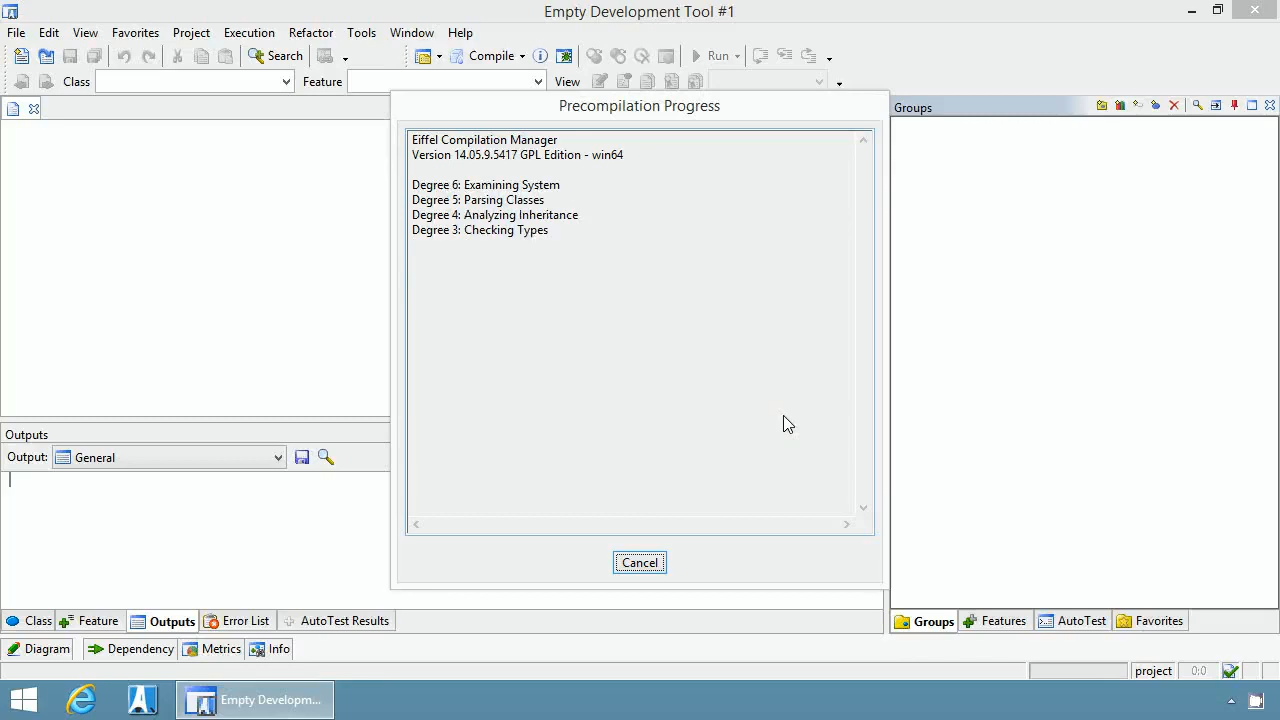 Empty Development Tool #1
File Edit View Favorites Project Execution Refactor Tools Window Help
Search Compile Run
Class Feature View
Precompilation Progress
Groups
Eiffel Compilation Manager
Version 14.05.9.5417 GPL Edition - win64
Degree 6: Examining System
Degree 5: Parsing Classes
Degree 4: Analyzing Inheritance
Degree 3: Checking Types
Outputs
Output: General
Cancel
Class Feature Outputs Error List AutoTest Results
Groups Features AutoTest Favorites
Diagram Dependency Metrics Info
project 0:0
Empty Developm...